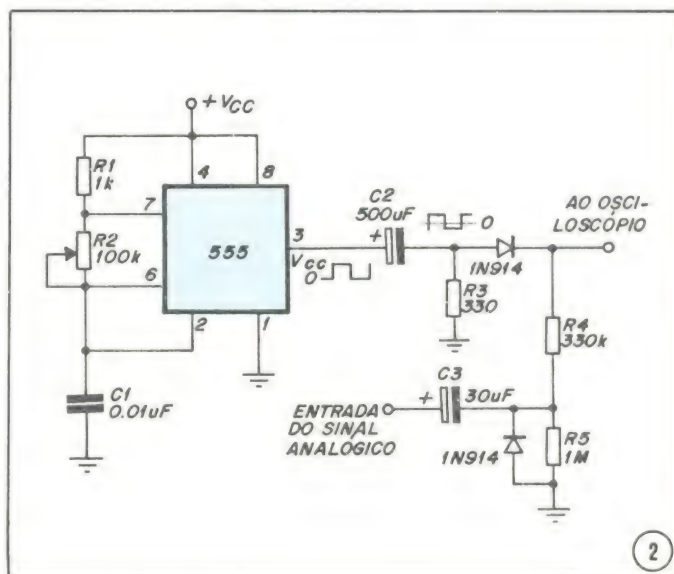 + VCC
R1
1k
4
8
7
C2
500uF
AO OSCI-
LOSCÓPIO
R2
100k
555
3
+
0
6
VCC
0
1N914
R3
330
R4
330k
2
1
C1
0.01uF
C3
+
30uF
ENTRADA
DO SINAL
ANALÓGICO
1N914
R5
1M
2